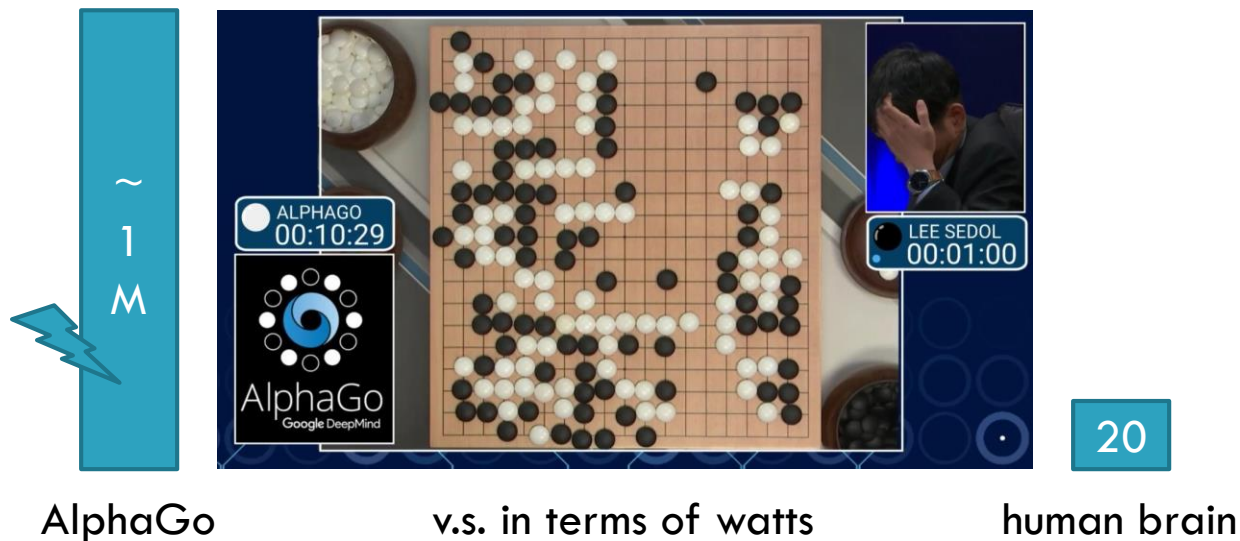 ~
1
M
ALPHAGO
00:10:29
AlphaGo
Google DeepMind
LEE SEDOL
00:01:00
20
AlphaGo
v.s. in terms of watts
human brain